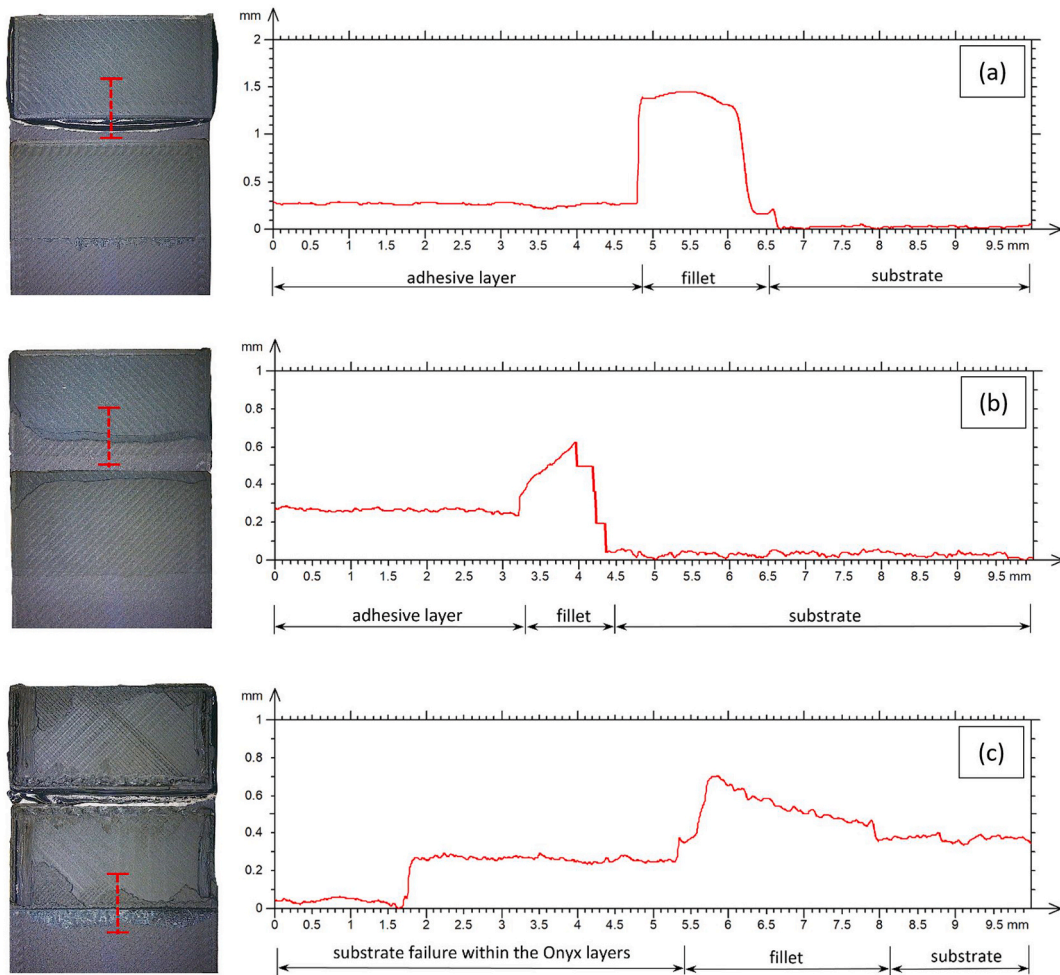 mm
2
(a)
1.5
1
0.5
0
0 0.5 1 1.5 2 2.5 3 3.5 4 4.5 5 5.5 6 6.5 7 7.5 8 8.5 9 9.5 mm
adhesive layer fillet substrate
mm
1
(b)
0.8
0.6
0.4
0.2
0
0 0.5 1 1.5 2 2.5 3 3.5 4 4.5 5 5.5 6 6.5 7 7.5 8 8.5 9 9.5 mm
adhesive layer fillet substrate
mm
1
(c)
0.8
0.6
0.4
0.2
0
0 0.5 1 1.5 2 2.5 3 3.5 4 4.5 5 5.5 6 6.5 7 7.5 8 8.5 9 9.5 mm
substrate failure within the Onyx layers fillet substrate